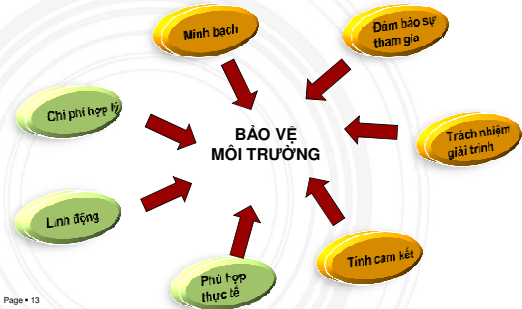 Minh bạch
Đảm bảo sự
tham gia
Chi phí hợp lý
BẢO VỆ
MÔI TRƯỜNG
Trách nhiệm
giải trình
Linh động
Tính cam kết
Phù hợp
thực tế
Page ▪ 13